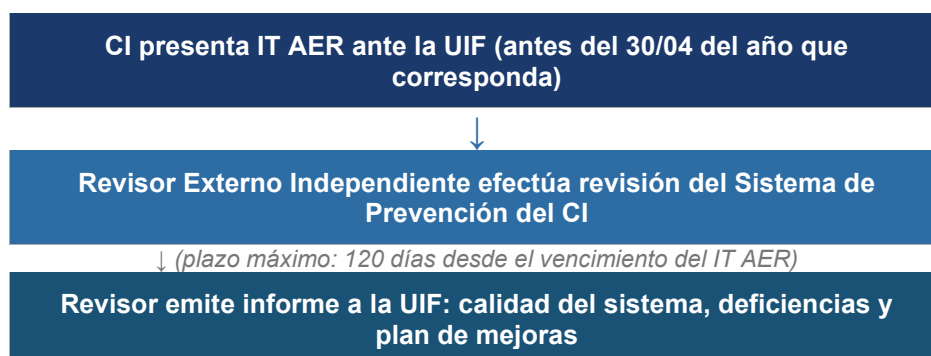 CI presenta IT AER ante la UIF (antes del 30/04 del año que
corresponda)
↓
Revisor Externo Independiente efectúa revisión del Sistema de
Prevención del CI
↓ (plazo máximo: 120 días desde el vencimiento del IT AER)
Revisor emite informe a la UIF: calidad del sistema, deficiencias y
plan de mejoras